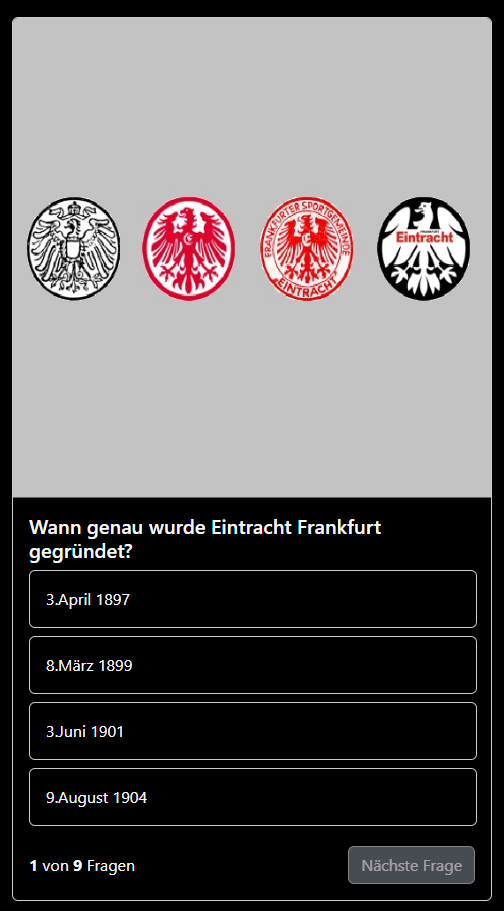 FRANKFURTER SPORTGEMEINDE
EINTRACHT
FRANKFURT
Eintracht
Wann genau wurde Eintracht Frankfurt
gegründet?
3.April 1897
8.März 1899
3.Juni 1901
9.August 1904
1 von 9 Fragen
Nächste Frage